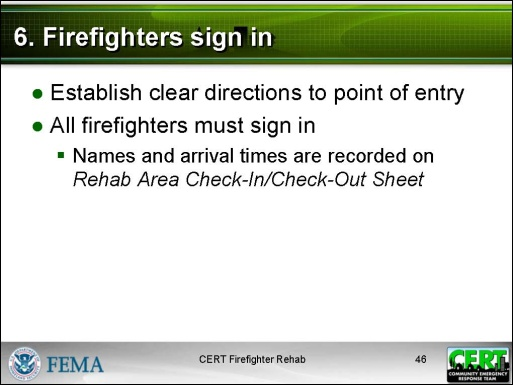 6. Firefighters sign in
● Establish clear directions to point of entry
● All firefighters must sign in
▪ Names and arrival times are recorded on
Rehab Area Check-In/Check-Out Sheet
FEMA
CERT Firefighter Rehab
46
CERT
COMMUNITY EMERGENCY
RESPONSE TEAM